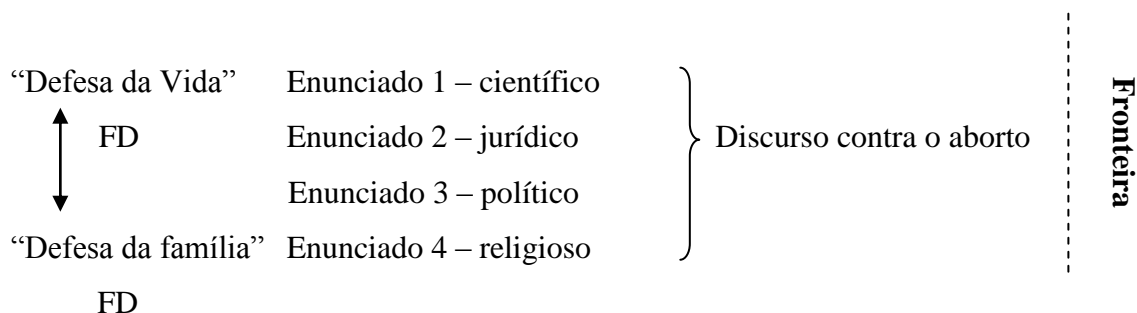 “Defesa da Vida” Enunciado 1 – científico
FD Enunciado 2 – jurídico Discurso contra o aborto
Enunciado 3 – político
“Defesa da família” Enunciado 4 – religioso
FD
Fronteira